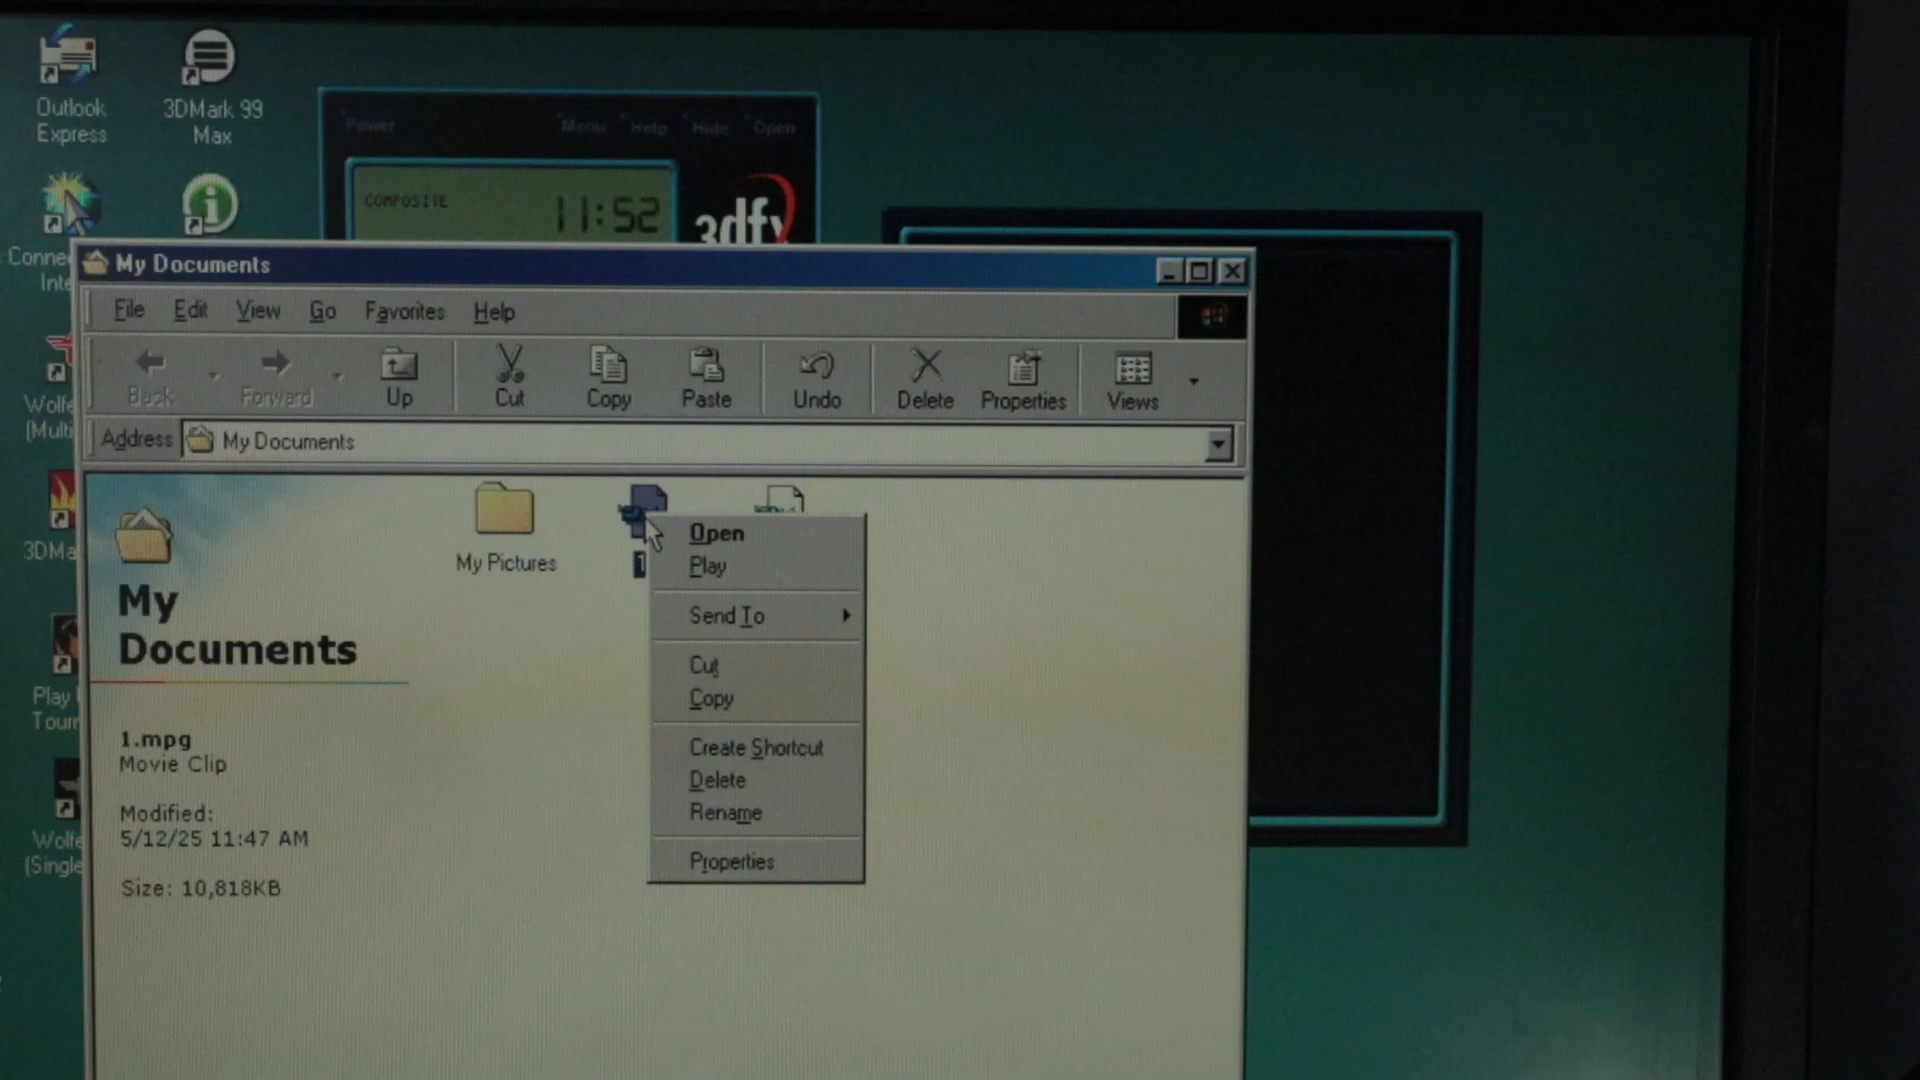 Outlook
Express
3DMark 99
Max
Power
Menu
Help
Hide
Open
COMPOSITE
11:52
3dfx
My Documents
File
Edit
View
Go
Favorites
Help
Back
Forward
Up
Cut
Copy
Paste
Undo
Delete
Properties
Views
Address
My Documents
My Pictures
1
My
Documents
1.mpg
Movie Clip
Modified:
5/12/25 11:47 AM
Size: 10,818KB
Open
Play
Send To
Cut
Copy
Create Shortcut
Delete
Rename
Properties
Conne
Inte
Wolfe
(Multi
3DMa
Play
Tourn
Wolfe
(Single